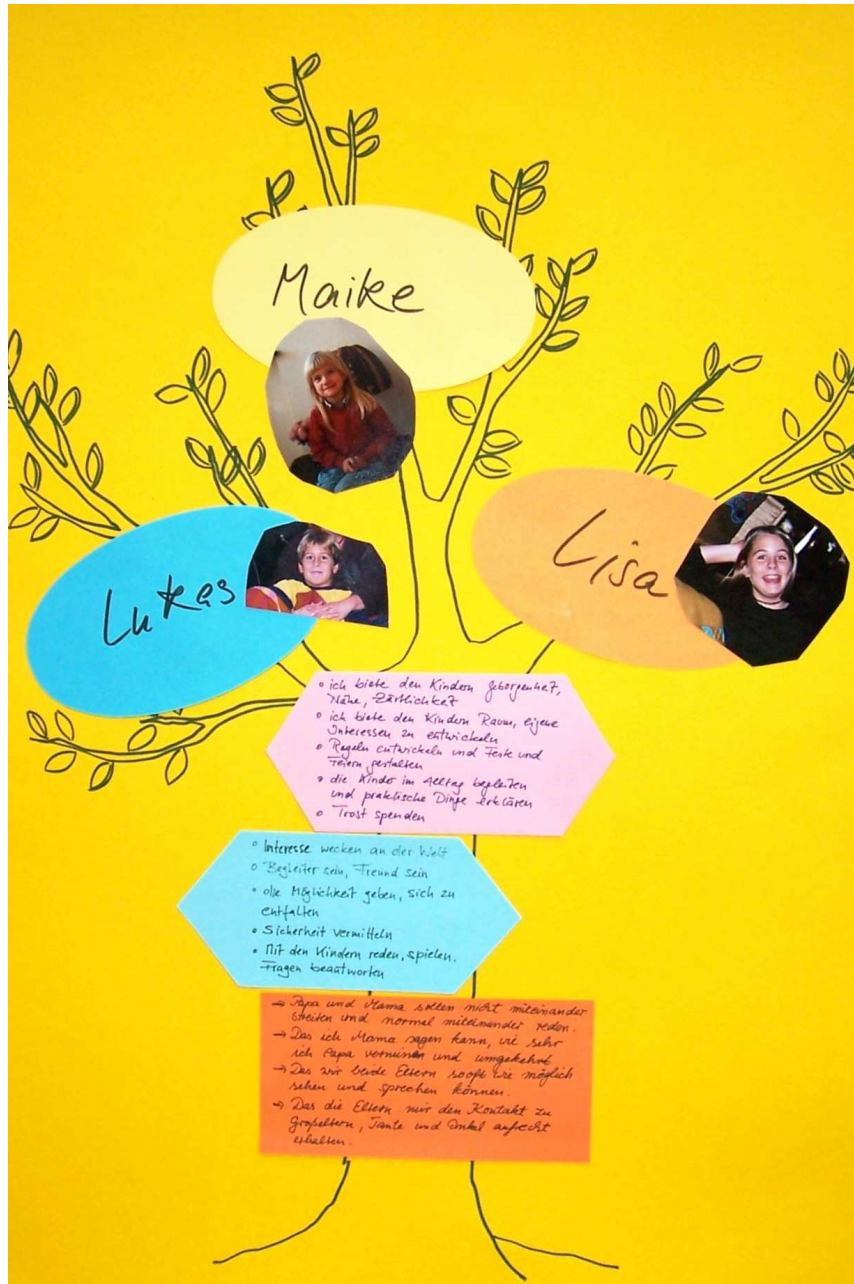 Maike
Lukas
Lisa
o ich biete den Kindern Geborgenheit,
Nähe, Zärtlichkeit
o ich biete den Kindern Raum, eigene
Interessen zu entwickeln
o Regeln entwickeln und Feste und
Feiern gestalten
o die Kinder im Alltag begleiten
und praktische Dinge erklären
o Trost spenden
o Interesse wecken an der Welt
o Begleiter sein, Freund sein
o die Möglichkeit geben, sich zu
entfalten
o Sicherheit vermitteln
o Mit den Kindern reden, spielen.
Fragen beantworten
→ Papa und Mama sollen nicht miteinander
streiten und normal miteinander reden.
→ Das ich Mama sagen kann, wie sehr
ich Papa vermissen und umgekehrt
→ Das wir beide Eltern sooft wie möglich
sehen und sprechen können.
→ Das die Eltern mir den Kontakt zu
Großeltern, Tante und Onkel aufrecht
erhalten.